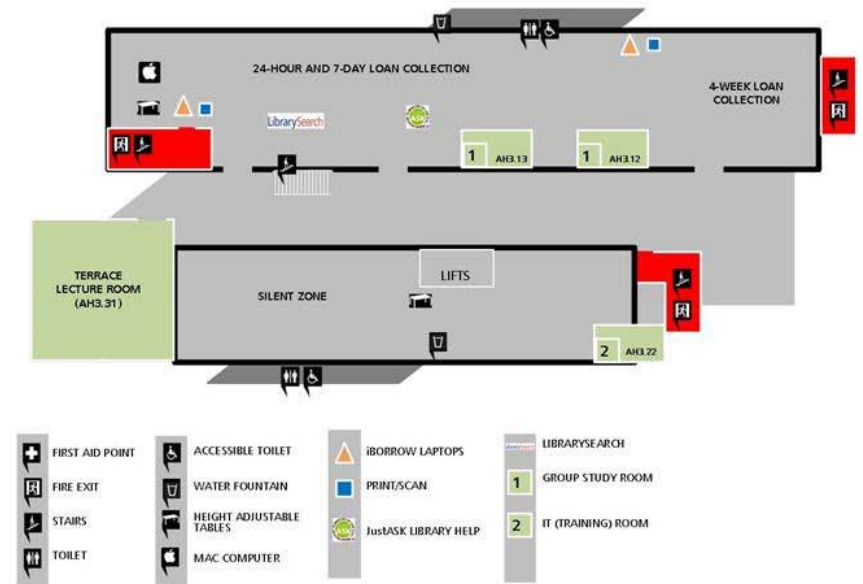 24-HOUR AND 7-DAY LOAN COLLECTION
4-WEEK LOAN
COLLECTION
LibrarySearch
ASK
1 AH3.13
1 AH3.12
TERRACE
LECTURE ROOM
(AH3.31)
SILENT ZONE
LIFTS
2 AH3.22
FIRST AID POINT
FIRE EXIT
STAIRS
TOILET
ACCESSIBLE TOILET
WATER FOUNTAIN
HEIGHT ADJUSTABLE
TABLES
MAC COMPUTER
iBORROW LAPTOPS
PRINT/SCAN
ASK
JustASK LIBRARY HELP
LibrarySearch
LIBRARYSEARCH
1
GROUP STUDY ROOM
2
IT (TRAINING) ROOM